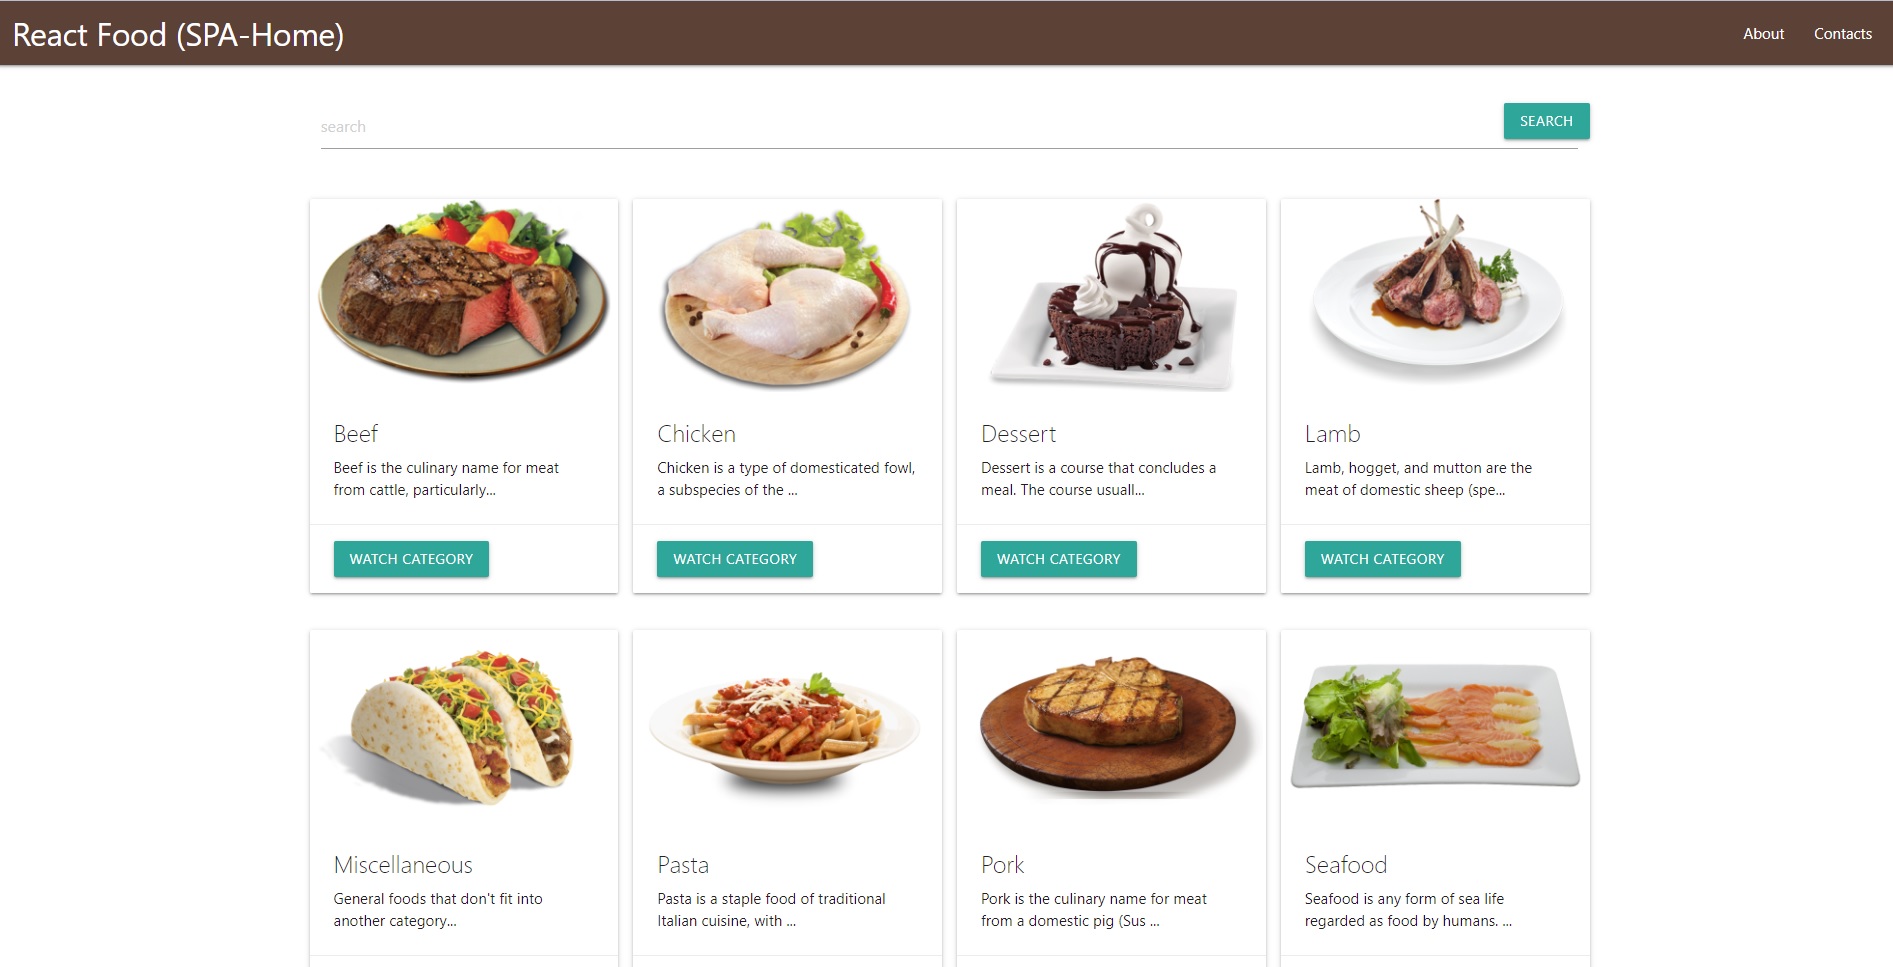 React Food (SPA-Home)
About
Contacts
search
SEARCH
Beef
Beef is the culinary name for meat
from cattle, particularly...
WATCH CATEGORY
Chicken
Chicken is a type of domesticated fowl,
a subspecies of the ...
WATCH CATEGORY
Dessert
Dessert is a course that concludes a
meal. The course usuall...
WATCH CATEGORY
Lamb
Lamb, hogget, and mutton are the
meat of domestic sheep (spe...
WATCH CATEGORY
Miscellaneous
General foods that don't fit into
another category...
Pasta
Pasta is a staple food of traditional
Italian cuisine, with ...
Pork
Pork is the culinary name for meat
from a domestic pig (Sus ...
Seafood
Seafood is any form of sea life
regarded as food by humans. ...